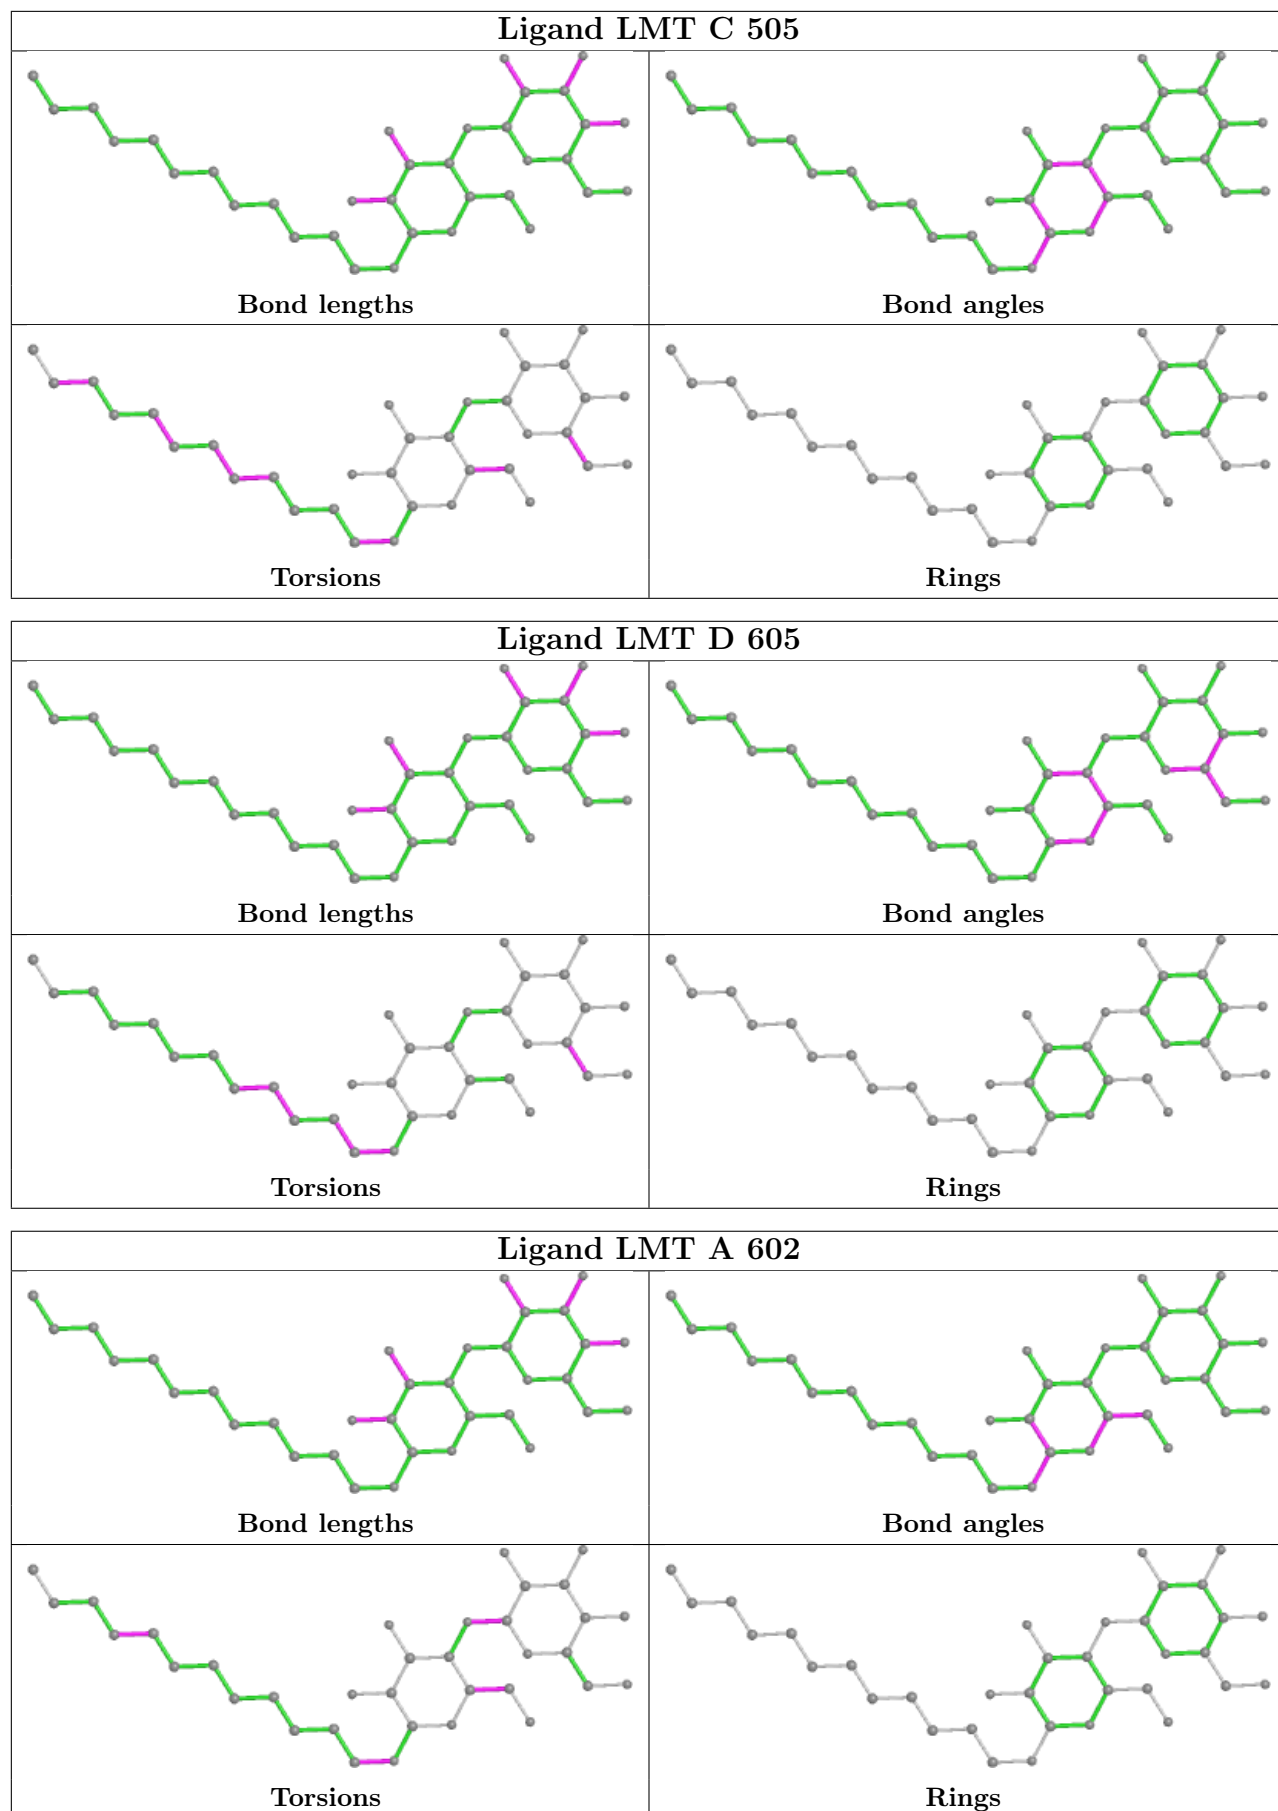 Ligand LMT C 505
Bond lengths
Bond angles
Torsions
Rings
Ligand LMT D 605
Bond lengths
Bond angles
Torsions
Rings
Ligand LMT A 602
Bond lengths
Bond angles
Torsions
Rings